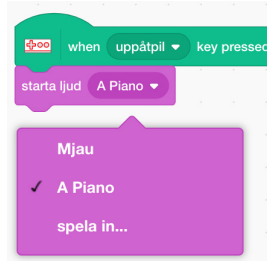 when uppåtpil key pressed
starta ljud A Piano
Mjau
A Piano
spela in...